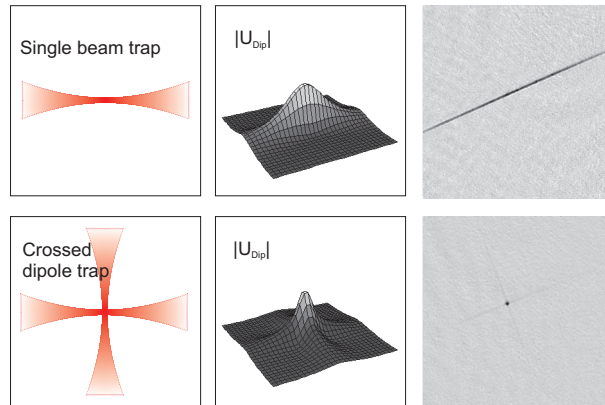 Single beam trap
|U_Dip|
Crossed
dipole trap
|U_Dip|